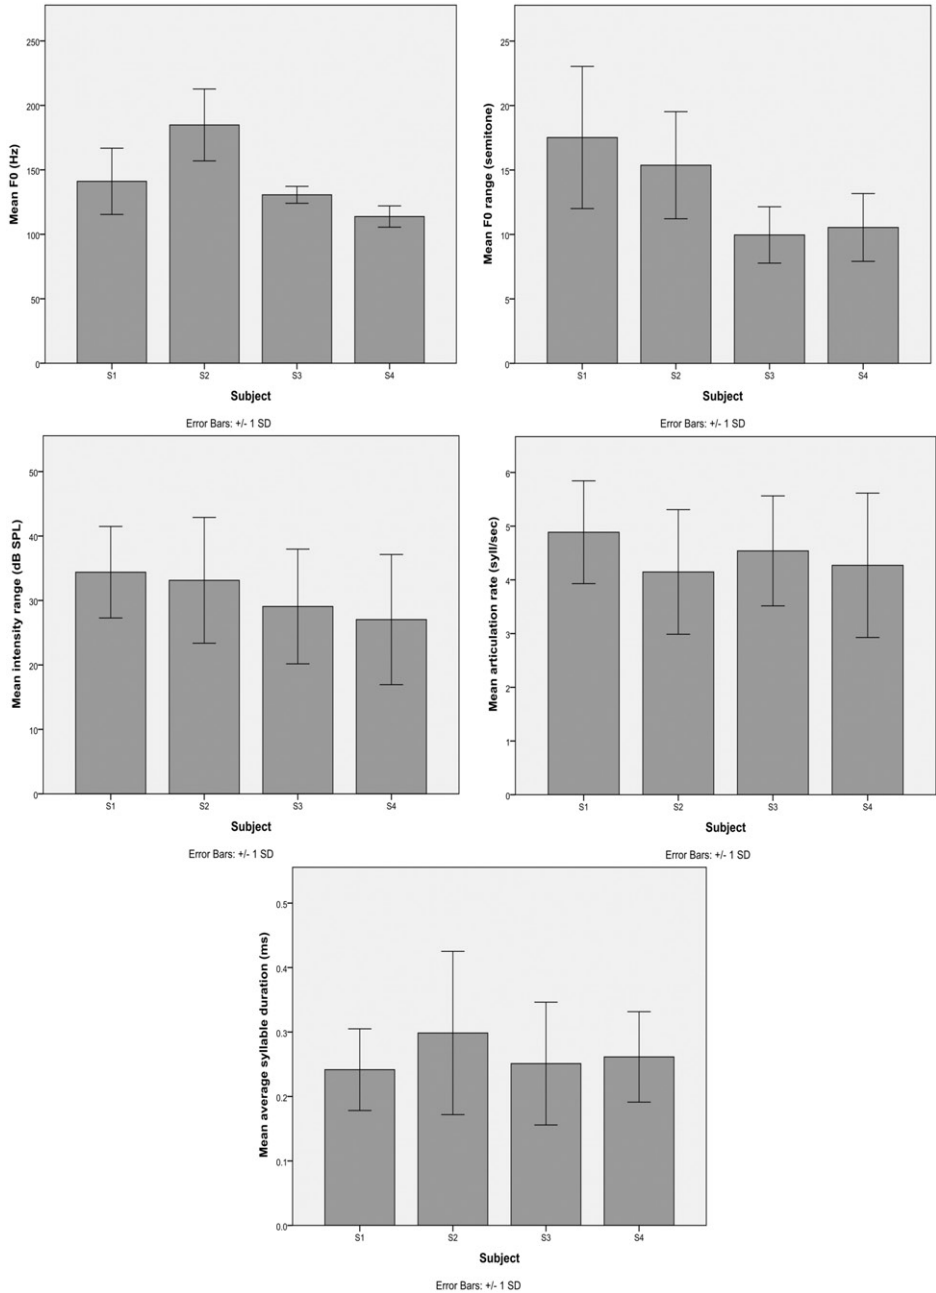 Mean F0 (Hz)
250
200
150
100
50
0
S1 S2 S3 S4
Subject
Error Bars: +/- 1 SD
Mean F0 range (semitone)
25
20
15
10
5
0
S1 S2 S3 S4
Subject
Error Bars: +/- 1 SD
Mean intensity range (dB SPL)
50
40
30
20
10
0
S1 S2 S3 S4
Subject
Error Bars: +/- 1 SD
Mean articulation rate (syll/sec)
6
5
4
3
2
1
0
S1 S2 S3 S4
Subject
Error Bars: +/- 1 SD
Mean average syllable duration (ms)
0.5
0.4
0.3
0.2
0.1
0.0
S1 S2 S3 S4
Subject
Error Bars: +/- 1 SD